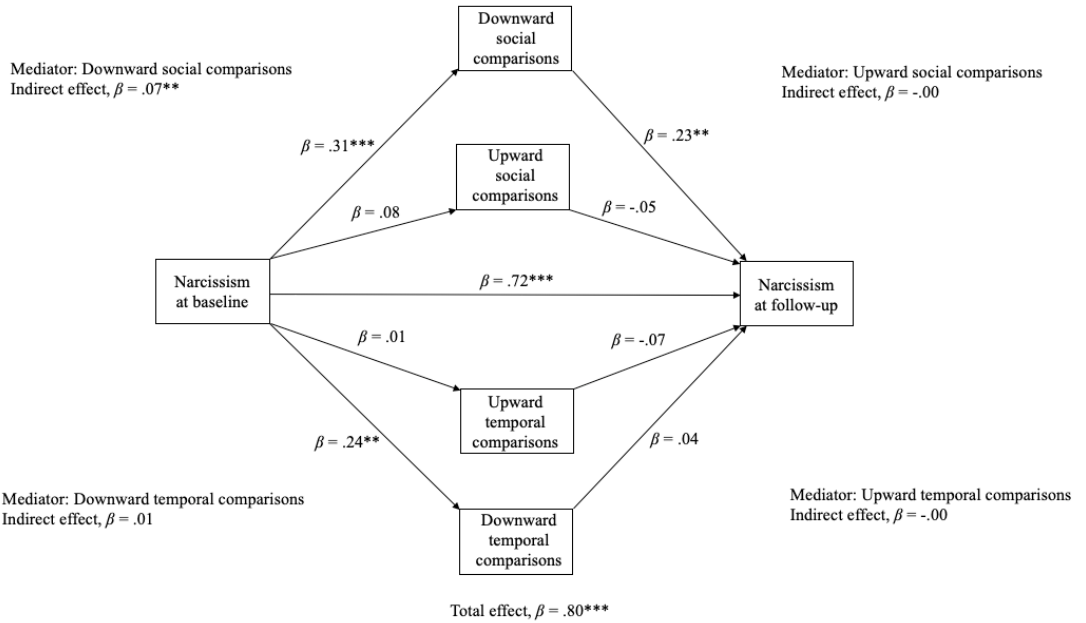 Downward
social
comparisons
Mediator: Downward social comparisons
Indirect effect, β = .07**
Mediator: Upward social comparisons
Indirect effect, β = -.00
β = .31***
β = .23**
Upward
social
comparisons
β = .08
β = -.05
Narcissism
at baseline
β = .72***
Narcissism
at follow-up
β = .01
β = -.07
Upward
temporal
comparisons
β = .24**
β = .04
Mediator: Downward temporal comparisons
Indirect effect, β = .01
Mediator: Upward temporal comparisons
Indirect effect, β = -.00
Downward
temporal
comparisons
Total effect, β = .80***